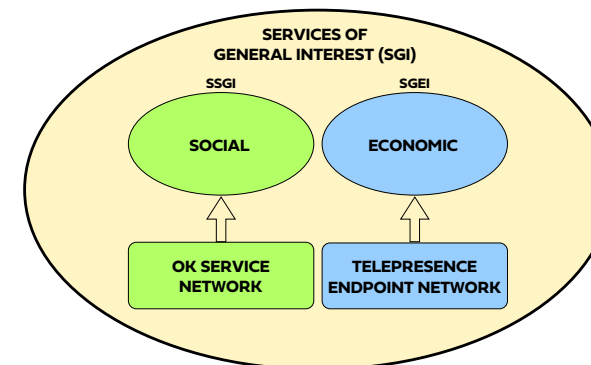 SERVICES OF
GENERAL INTEREST (SGI)
SSGI
SGEI
SOCIAL
ECONOMIC
OK SERVICE
NETWORK
TELEPRESENCE
ENDPOINT NETWORK